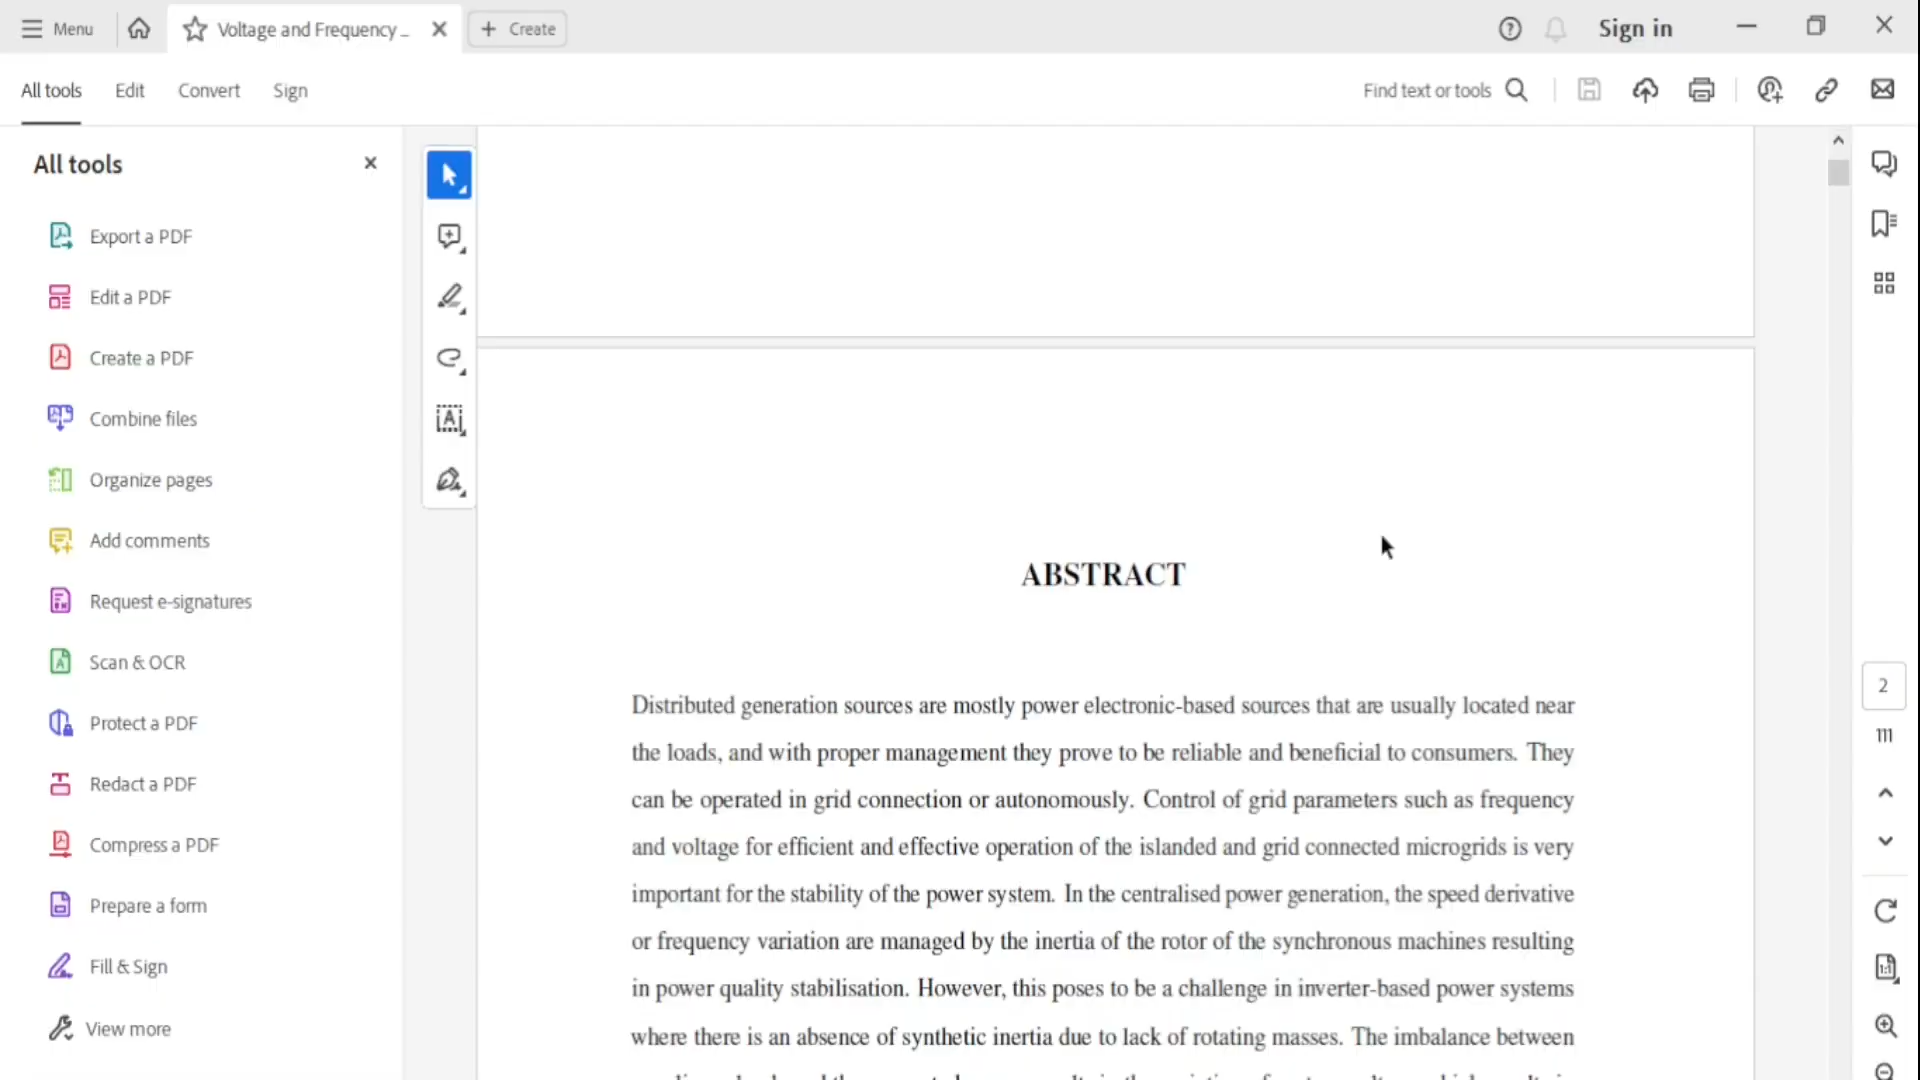 Menu
Voltage and Frequency ..
Create
Sign in
All tools
Edit
Convert
Sign
Find text or tools
All tools
Export a PDF
Edit a PDF
Create a PDF
Combine files
Organize pages
Add comments
Request e-signatures
Scan & OCR
Protect a PDF
Redact a PDF
Compress a PDF
Prepare a form
Fill & Sign
View more
ABSTRACT
Distributed generation sources are mostly power electronic-based sources that are usually located near
the loads, and with proper management they prove to be reliable and beneficial to consumers. They
can be operated in grid connection or autonomously. Control of grid parameters such as frequency
and voltage for efficient and effective operation of the islanded and grid connected microgrids is very
important for the stability of the power system. In the centralised power generation, the speed derivative
or frequency variation are managed by the inertia of the rotor of the synchronous machines resulting
in power quality stabilisation. However, this poses to be a challenge in inverter-based power systems
where there is an absence of synthetic inertia due to lack of rotating masses. The imbalance between
2
111